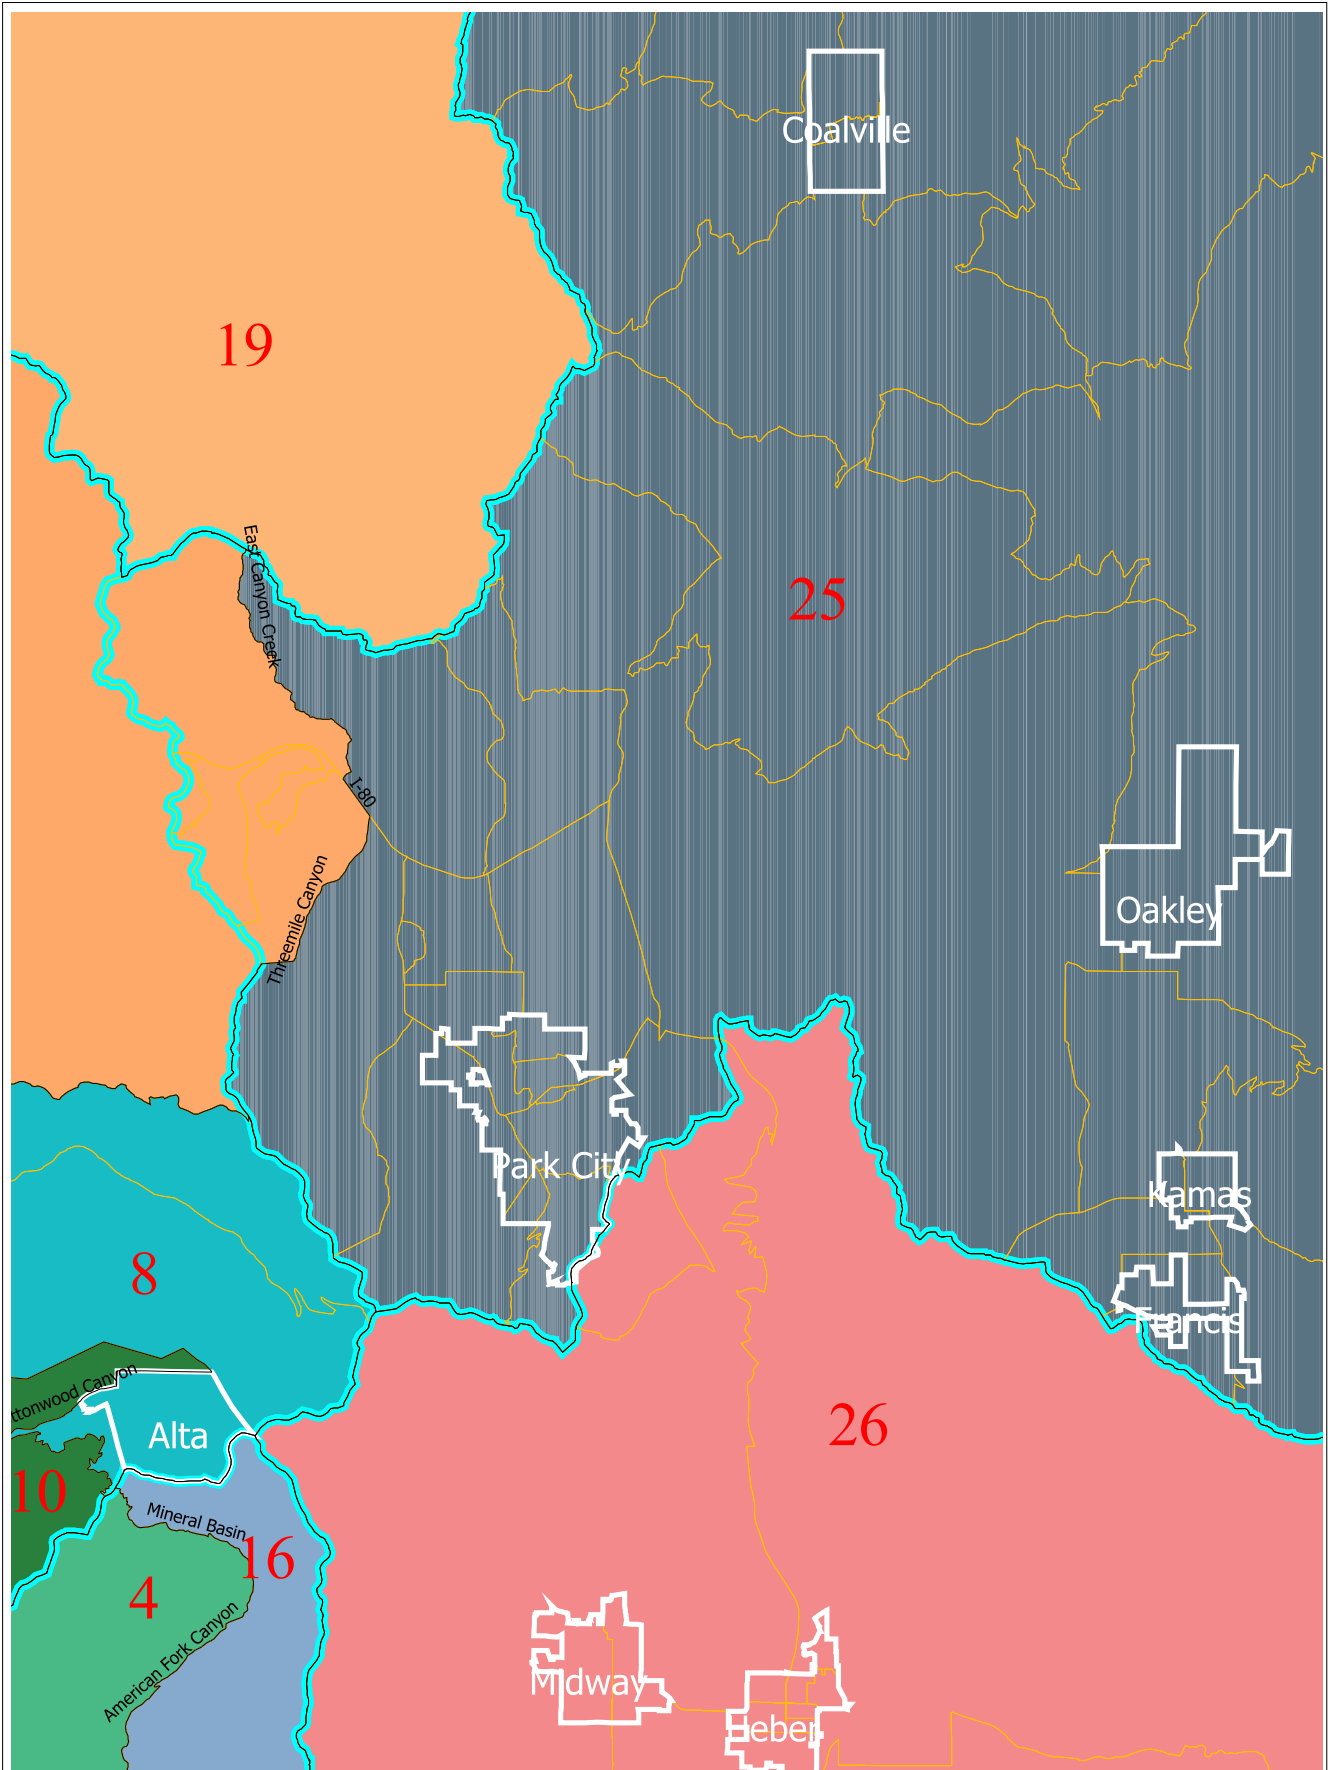 Coalville
19
East Canyon Creek
25
I-80
Threemile Canyon
Oakley
Park City
Kamas
8
Francis
ttonwood Canyon
Alta
26
10
Mineral Basin
16
4
American Fork Canyon
Midway
Heber